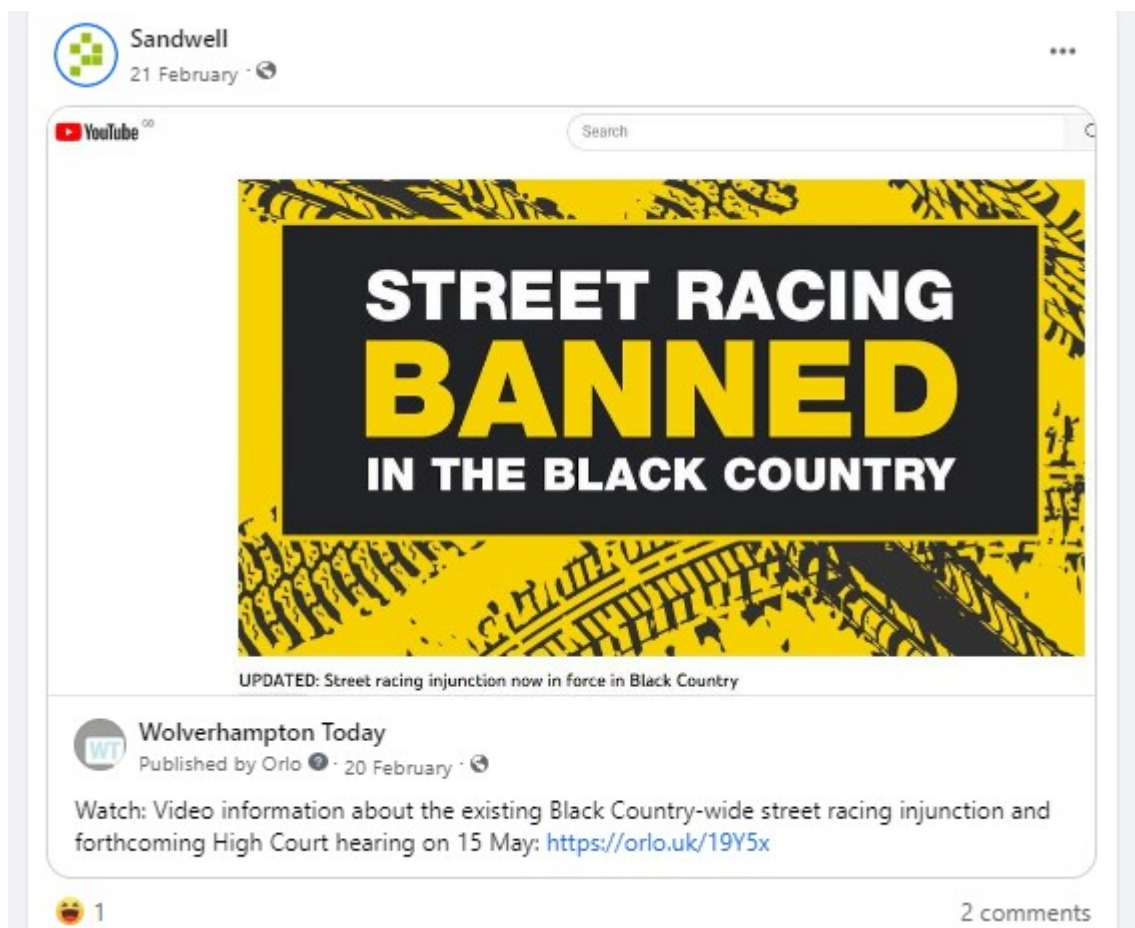 Sandwell
21 February ·
YouTube GB
Search
STREET RACING
BANNED
IN THE BLACK COUNTRY
UPDATED: Street racing injunction now in force in Black Country
WT
Wolverhampton Today
Published by Orlo · 20 February ·
Watch: Video information about the existing Black Country-wide street racing injunction and
forthcoming High Court hearing on 15 May: https://orlo.uk/19Y5x
1
2 comments